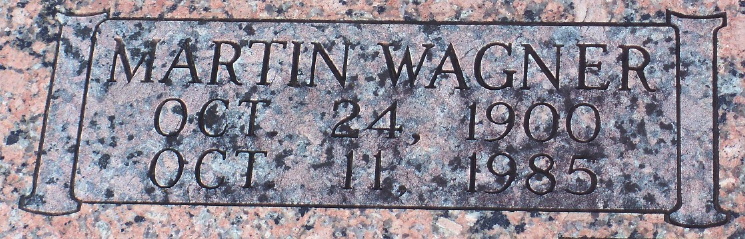 MARTIN WAGNER
OCT 24, 1900
OCT 11, 1985